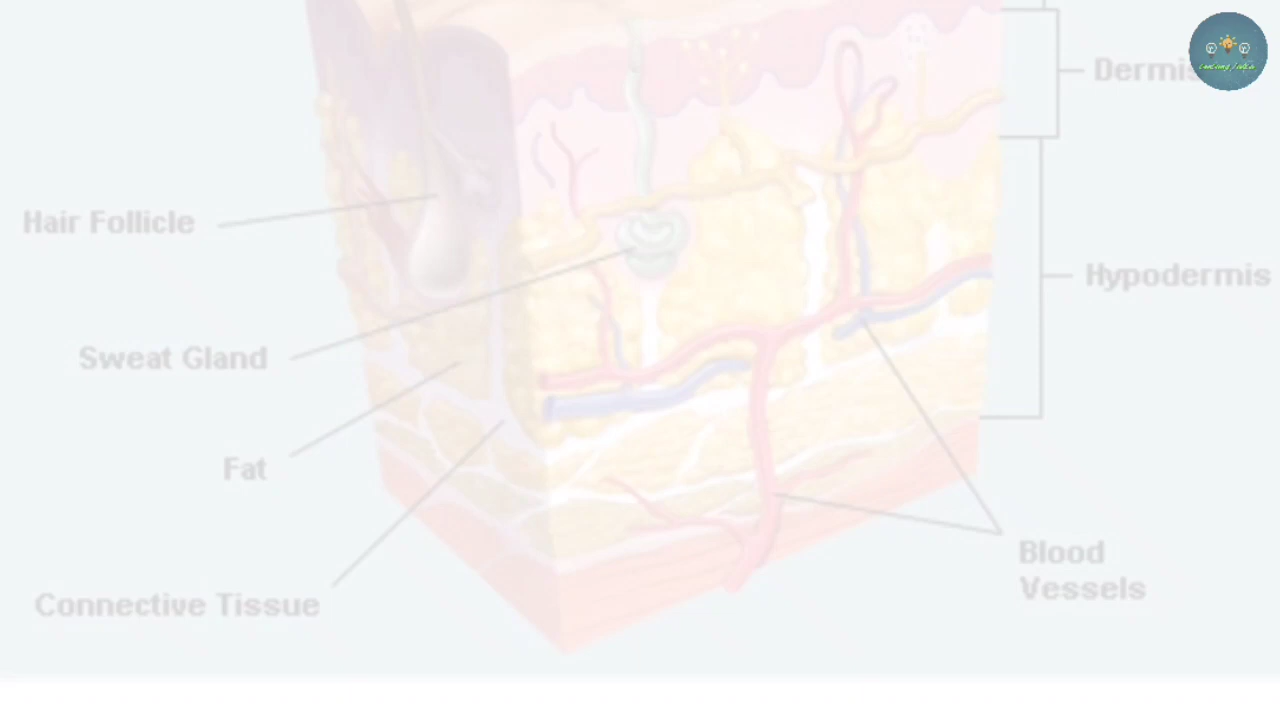 Dermis
Hair Follicle
Hypodermis
Sweat Gland
Fat
Blood
Vessels
Connective Tissue